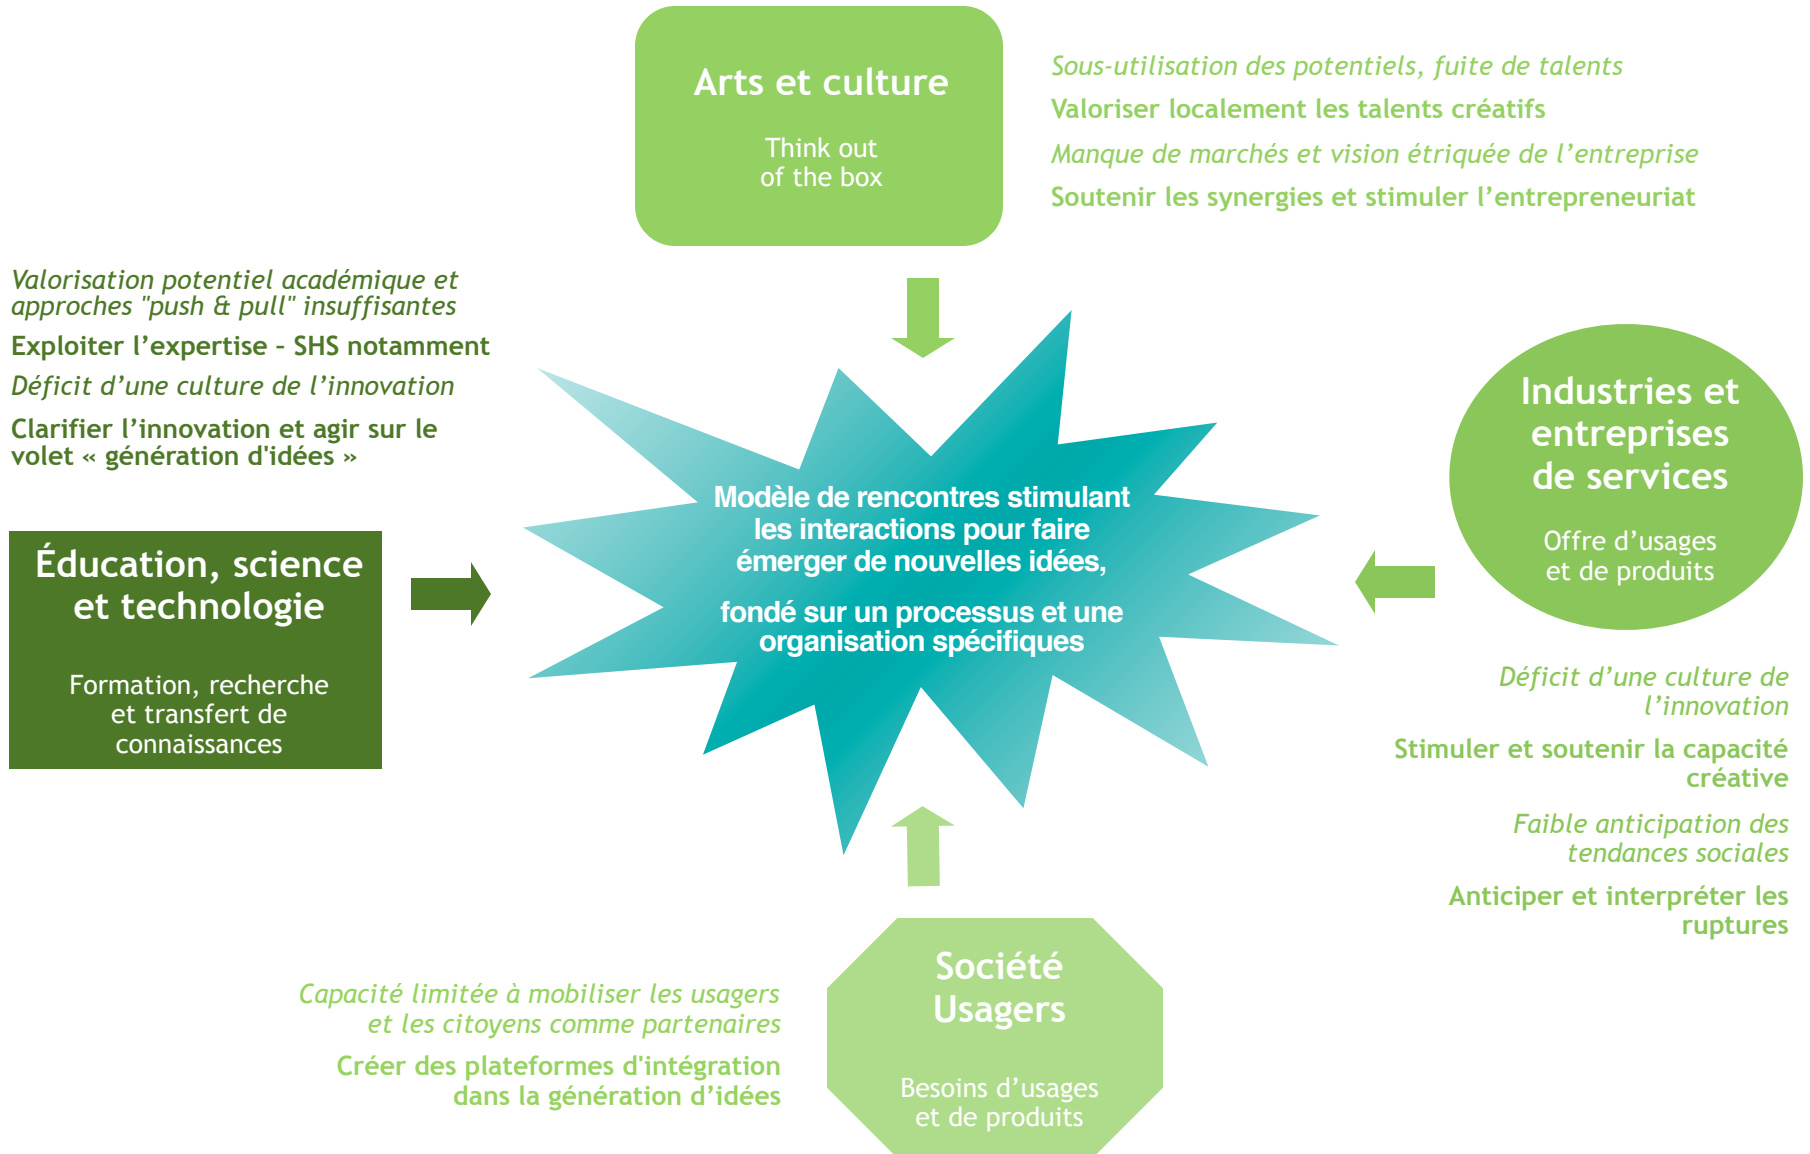 Arts et culture
Think out
of the box
Sous-utilisation des potentiels, fuite de talents
Valoriser localement les talents créatifs
Manque de marchés et vision étriquée de l’entreprise
Soutenir les synergies et stimuler l’entrepreneuriat
Valorisation potentiel académique et
approches "push & pull" insuffisantes
Exploiter l’expertise – SHS notamment
Déficit d’une culture de l’innovation
Clarifier l’innovation et agir sur le
volet « génération d'idées »
Éducation, science
et technologie
Formation, recherche
et transfert de
connaissances
Modèle de rencontres stimulant
les interactions pour faire
émerger de nouvelles idées,
fondé sur un processus et une
organisation spécifiques
Industries et
entreprises
de services
Offre d’usages
et de produits
Déficit d’une culture de
l’innovation
Stimuler et soutenir la capacité
créative
Faible anticipation des
tendances sociales
Anticiper et interpréter les
ruptures
Capacité limitée à mobiliser les usagers
et les citoyens comme partenaires
Créer des plateformes d'intégration
dans la génération d’idées
Société
Usagers
Besoins d’usages
et de produits